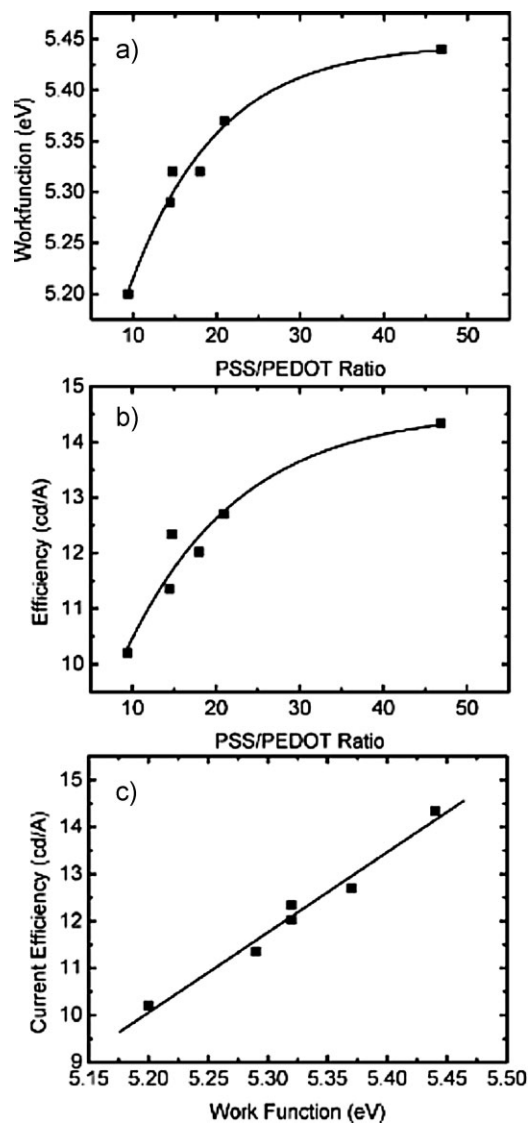 a)
5.45
5.40
5.35
5.30
5.25
5.20
Workfunction (eV)
10 20 30 40 50
PSS/PEDOT Ratio
b)
15
14
13
12
11
10
Efficiency (cd/A)
10 20 30 40 50
PSS/PEDOT Ratio
c)
15
14
13
12
11
10
9
Current Efficiency (cd/A)
5.15 5.20 5.25 5.30 5.35 5.40 5.45 5.50
Work Function (eV)